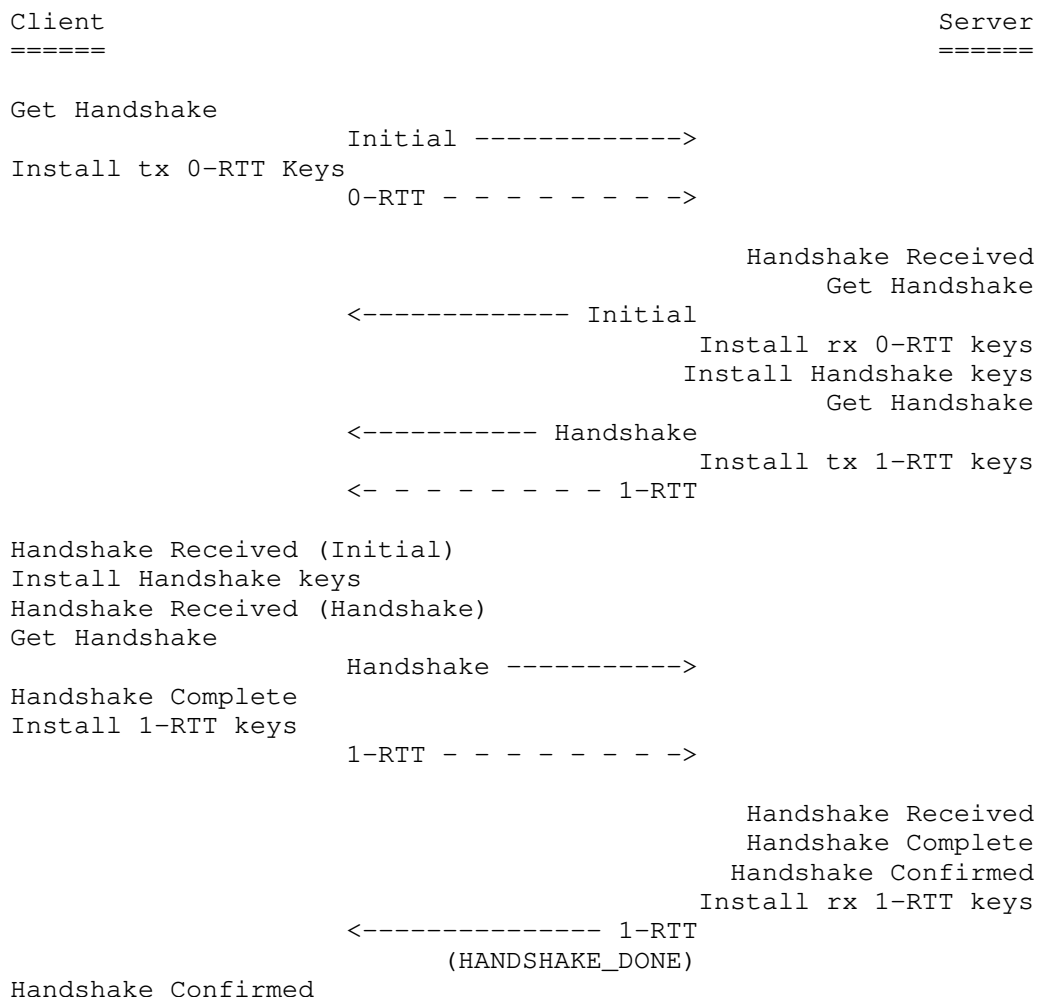 Client                                                    Server
======                                                    ======

Get Handshake
                     Initial ------------->
Install tx 0-RTT Keys
                     0-RTT - - - - - - - ->

                                              Handshake Received
                                                   Get Handshake
                     <------------- Initial
                                           Install rx 0-RTT keys
                                          Install Handshake keys
                                                   Get Handshake
                     <----------- Handshake
                                           Install tx 1-RTT keys
                     <- - - - - - - - 1-RTT

Handshake Received (Initial)
Install Handshake keys
Handshake Received (Handshake)
Get Handshake
                     Handshake ----------->
Handshake Complete
Install 1-RTT keys
                     1-RTT - - - - - - - ->

                                              Handshake Received
                                              Handshake Complete
                                             Handshake Confirmed
                                           Install rx 1-RTT keys
                     <--------------- 1-RTT
                           (HANDSHAKE_DONE)
Handshake Confirmed